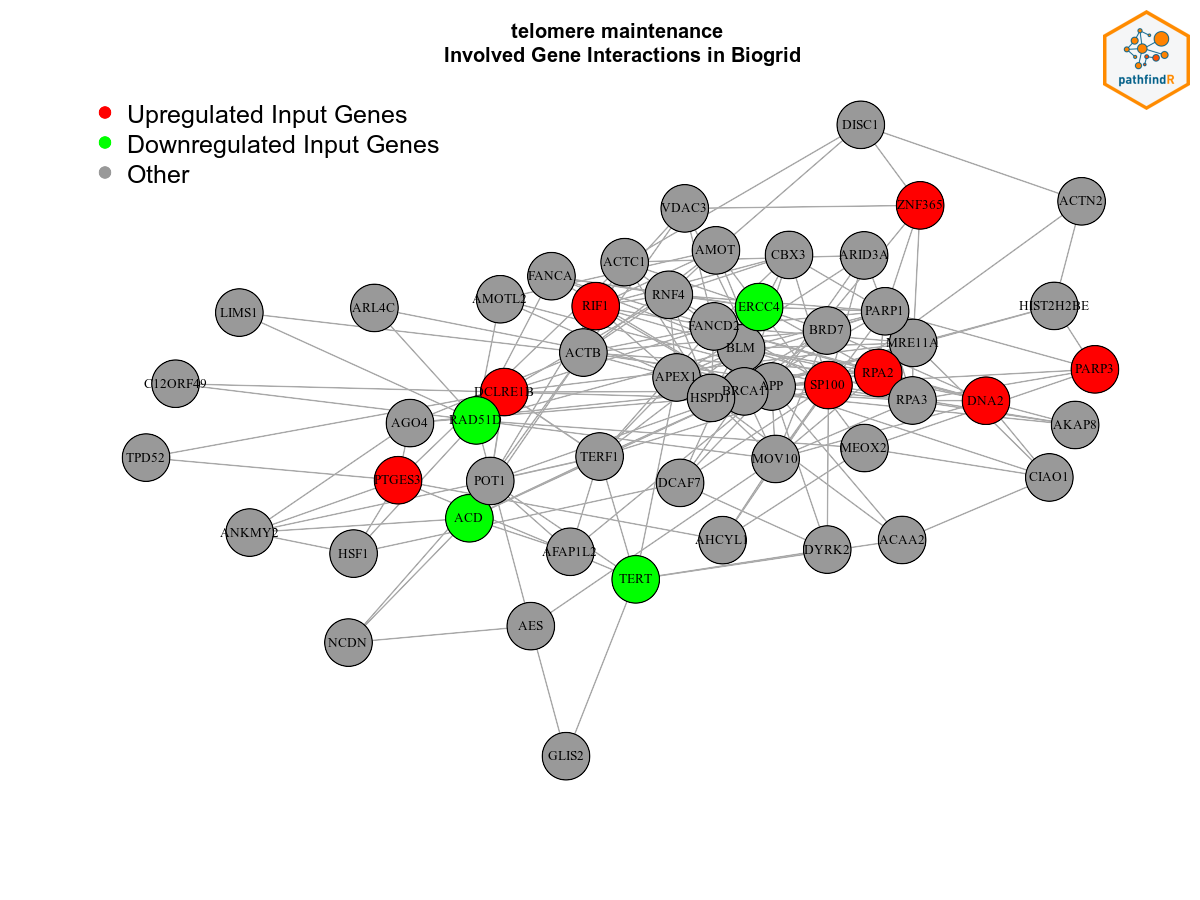 telomere maintenance
Involved Gene Interactions in Biogrid
pathfindR
Upregulated Input Genes
Downregulated Input Genes
Other
DISC1
ZNF365
ACTN2
VDAC3
AMOT
CBX3
ARID3A
ACTC1
FANCA
RNF4
AMOTL2
RIF1
ERCC4
PARP1
HIST2H2BE
LIMS1
ARL4C
FANCD2
BRD7
MRE11A
ACTB
BLM
PARP3
C12ORF49
DCLRE1B
APEX1
HSPD1
BRCA1
APP
SP100
RPA2
RPA3
DNA2
AGO4
RAD51D
AKAP8
TPD52
TERF1
MOV10
MEOX2
PTGES3
POT1
DCAF7
CIAO1
ANKMY2
ACD
HSF1
AFAP1L2
AHCYL1
DYRK2
ACAA2
TERT
NCDN
AES
GLIS2